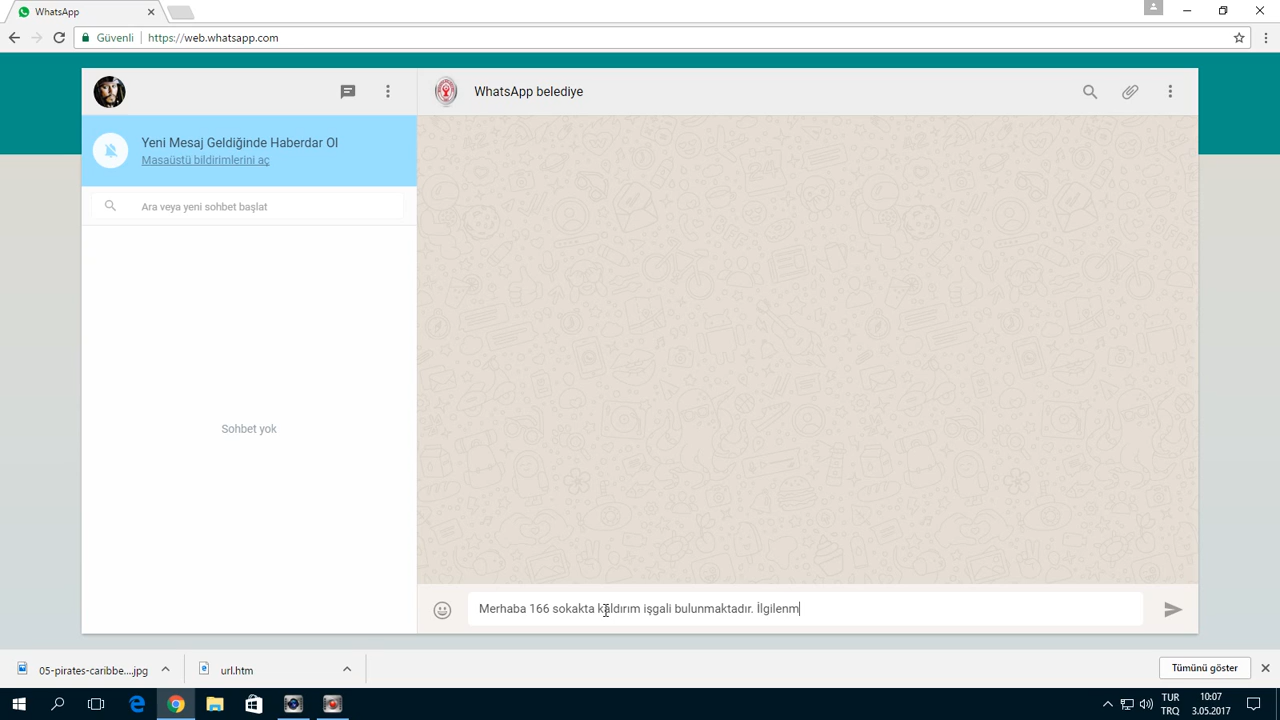 WhatsApp
Güvenli
https://web.whatsapp.com
WhatsApp belediye
Yeni Mesaj Geldiğinde Haberdar Ol
Masaüstü bildirimlerini aç
Ara veya yeni sohbet başlat
Sohbet yok
Merhaba 166 sokakta kaldırım işgali bulunmaktadır. İlgilenm
05-pirates-caribbe....jpg
url.htm
Tümünü göster
TUR 10:07
TRQ 3.05.2017